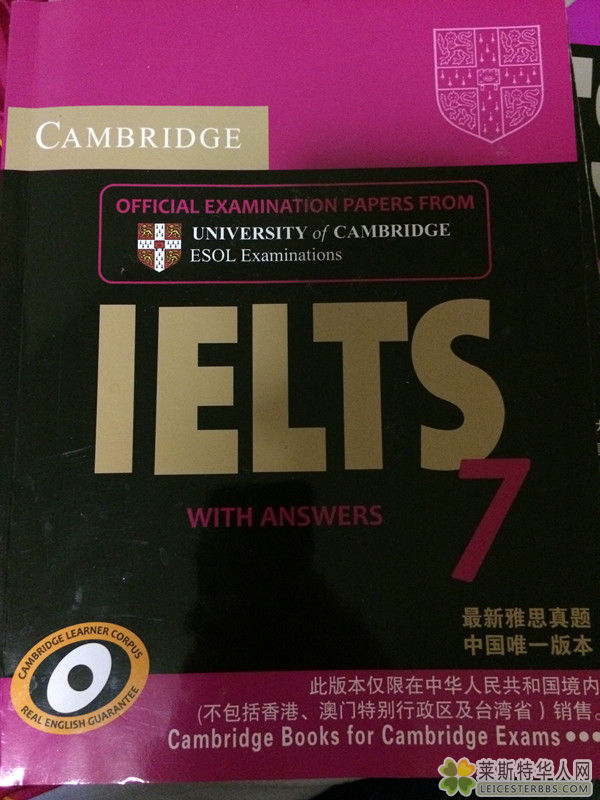 CAMBRIDGE
OFFICIAL EXAMINATION PAPERS FROM
UNIVERSITY of CAMBRIDGE
ESOL Examinations
IELTS
7
WITH ANSWERS
最新雅思真题
中国唯一版本
CAMBRIDGE LEARNER CORPUS
REAL ENGLISH GUARANTEE
此版本仅限在中华人民共和国境内
(不包括香港、澳门特别行政区及台湾省)销售。
Cambridge Books for Cambridge Exams •••
莱斯特华人网
LEICESTERBBS.COM